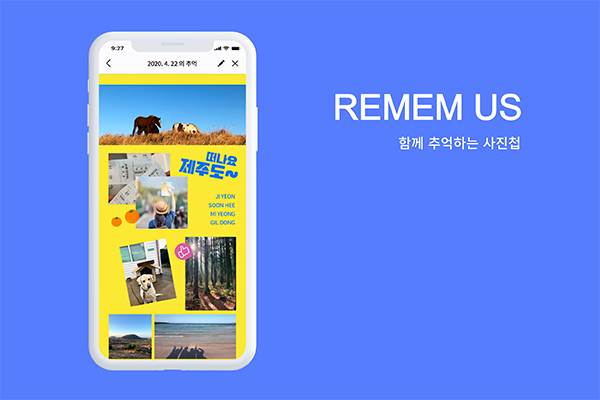 9:27
2020. 4. 22의 추억
떠나요
제주도~
JI YEON
SOON HEE
MI YEONG
GIL DONG
REMEM US
함께 추억하는 사진첩